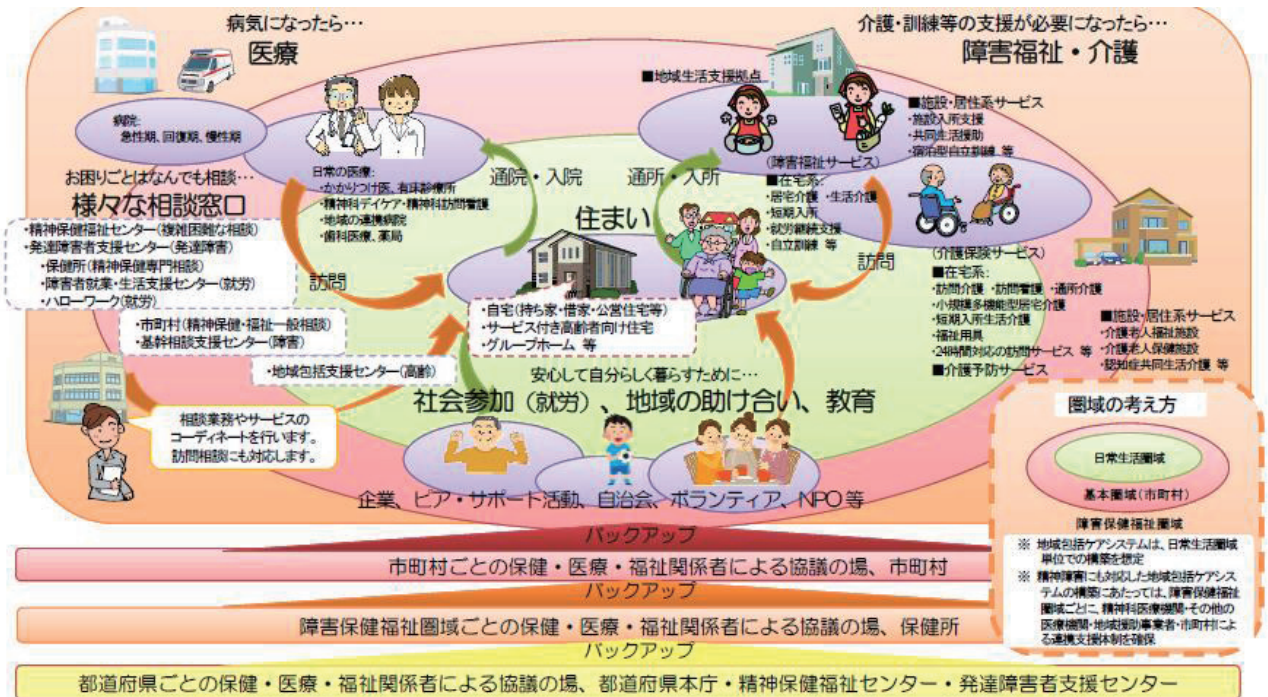 病気になったら…
医療
病院:
急性期、回復期、慢性期
日常の医療:
・かかりつけ医、有床診療所
・精神科デイケア・精神科訪問看護
・地域の連携病院
・歯科医療、薬局
お困りごとはなんでも相談…
様々な相談窓口
・精神保健福祉センター(複雑困難な相談)
・発達障害者支援センター(発達障害)
・保健所(精神保健専門相談)
・障害者就業・生活支援センター(就労)
・ハローワーク(就労)
・市町村(精神保健・福祉一般相談)
・基幹相談支援センター(障害)
・地域包括支援センター(高齢)
相談業務やサービスの
コーディネートを行います。
訪問相談にも対応します。
訪問
通院・入院
通所・入所
住まい
・自宅(持ち家・借家・公営住宅等)
・サービス付き高齢者向け住宅
・グループホーム 等
介護・訓練等の支援が必要になったら…
障害福祉・介護
■地域生活支援拠点
■施設・居住系サービス
・施設入所支援
・共同生活援助
・宿泊型自立訓練 等
(障害福祉サービス)
■在宅系:
・居宅介護 ・生活介護
・短期入所
・就労継続支援
・自立訓練 等
訪問
(介護保険サービス)
■在宅系:
・訪問介護 ・訪問看護 ・通所介護
・小規模多機能型居宅介護
・短期入所生活介護
・福祉用具
・24時間対応の訪問サービス 等
■介護予防サービス
■施設・居住系サービス
・介護老人福祉施設
・介護老人保健施設
・認知症共同生活介護 等
安心して自分らしく暮らすために…
社会参加(就労)、地域の助け合い、教育
企業、ピア・サポート活動、自治会、ボランティア、NPO 等
圏域の考え方
日常生活圏域
基本圏域(市町村)
障害保健福祉圏域
※ 地域包括ケアシステムは、日常生活圏域
単位での構築を想定
※ 精神障害にも対応した地域包括ケアシス
テムの構築にあたっては、障害保健福祉
圏域ごとに、精神科医療機関・その他の
医療機関・地域援助事業者・市町村によ
る連携支援体制を確保
バックアップ
市町村ごとの保健・医療・福祉関係者による協議の場、市町村
バックアップ
障害保健福祉圏域ごとの保健・医療・福祉関係者による協議の場、保健所
バックアップ
都道府県ごとの保健・医療・福祉関係者による協議の場、都道府県本庁・精神保健福祉センター・発達障害者支援センター